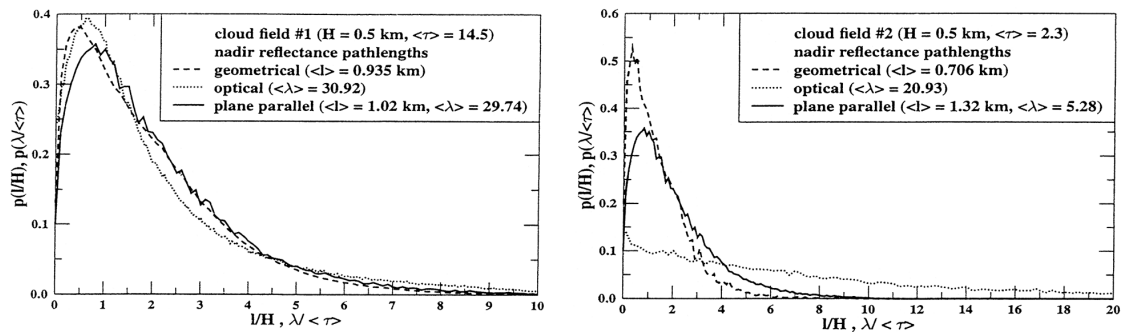 0.4
0.3
0.2
0.1
0.0
p(l/H), p(λ/<τ>)
cloud field #1 (H = 0.5 km, <τ> = 14.5)
nadir reflectance pathlengths
geometrical (<l> = 0.935 km)
optical (<λ> = 30.92)
plane parallel (<l> = 1.02 km, <λ> = 29.74)
0 1 2 3 4 5 6 7 8 9 10
l/H , λ/ < τ>
0.6
0.5
0.4
0.3
0.2
0.1
0.0
p(l/H), p(λ/<τ>)
cloud field #2 (H = 0.5 km, <τ> = 2.3)
nadir reflectance pathlengths
geometrical (<l> = 0.706 km)
optical (<λ> = 20.93)
plane parallel (<l> = 1.32 km, <λ> = 5.28)
0 2 4 6 8 10 12 14 16 18 20
l/H , λ/ < τ>